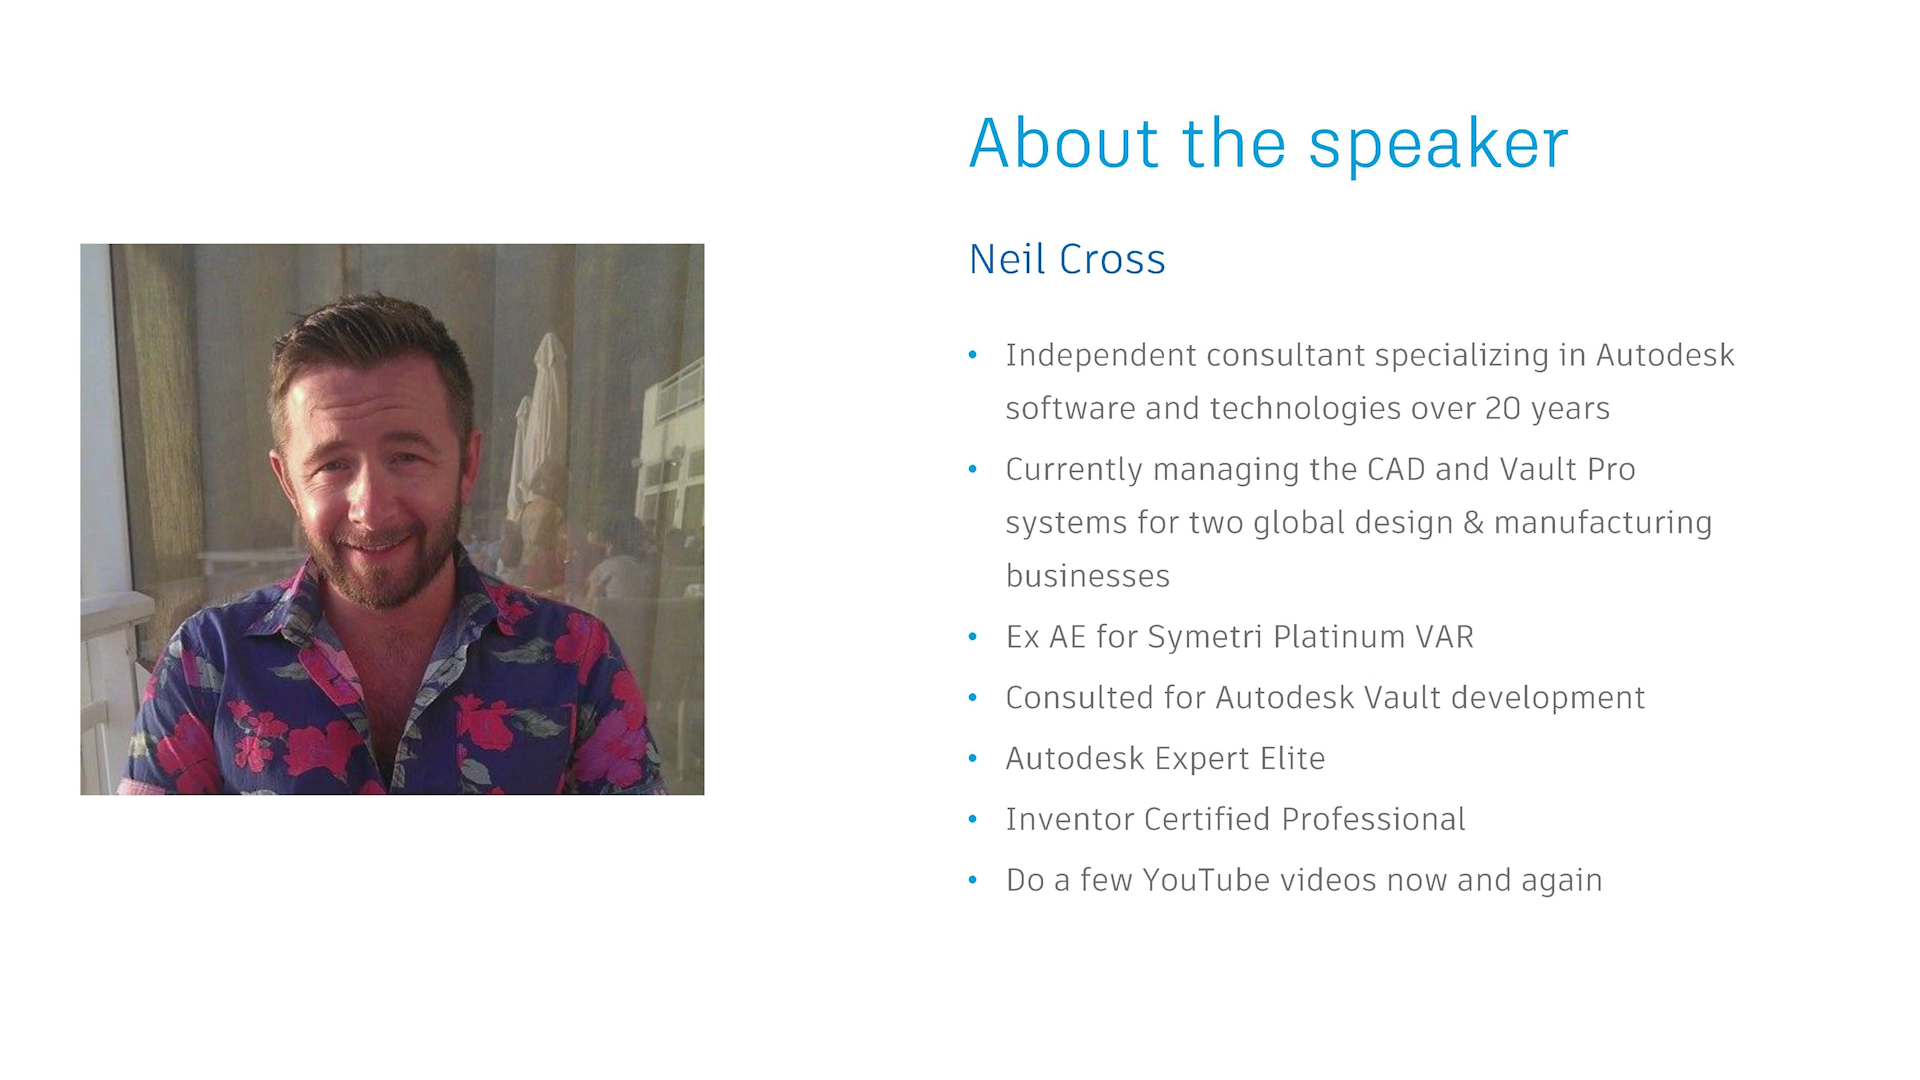 About the speaker
Neil Cross
• Independent consultant specializing in Autodesk
software and technologies over 20 years
• Currently managing the CAD and Vault Pro
systems for two global design & manufacturing
businesses
• Ex AE for Symetri Platinum VAR
• Consulted for Autodesk Vault development
• Autodesk Expert Elite
• Inventor Certified Professional
• Do a few YouTube videos now and again